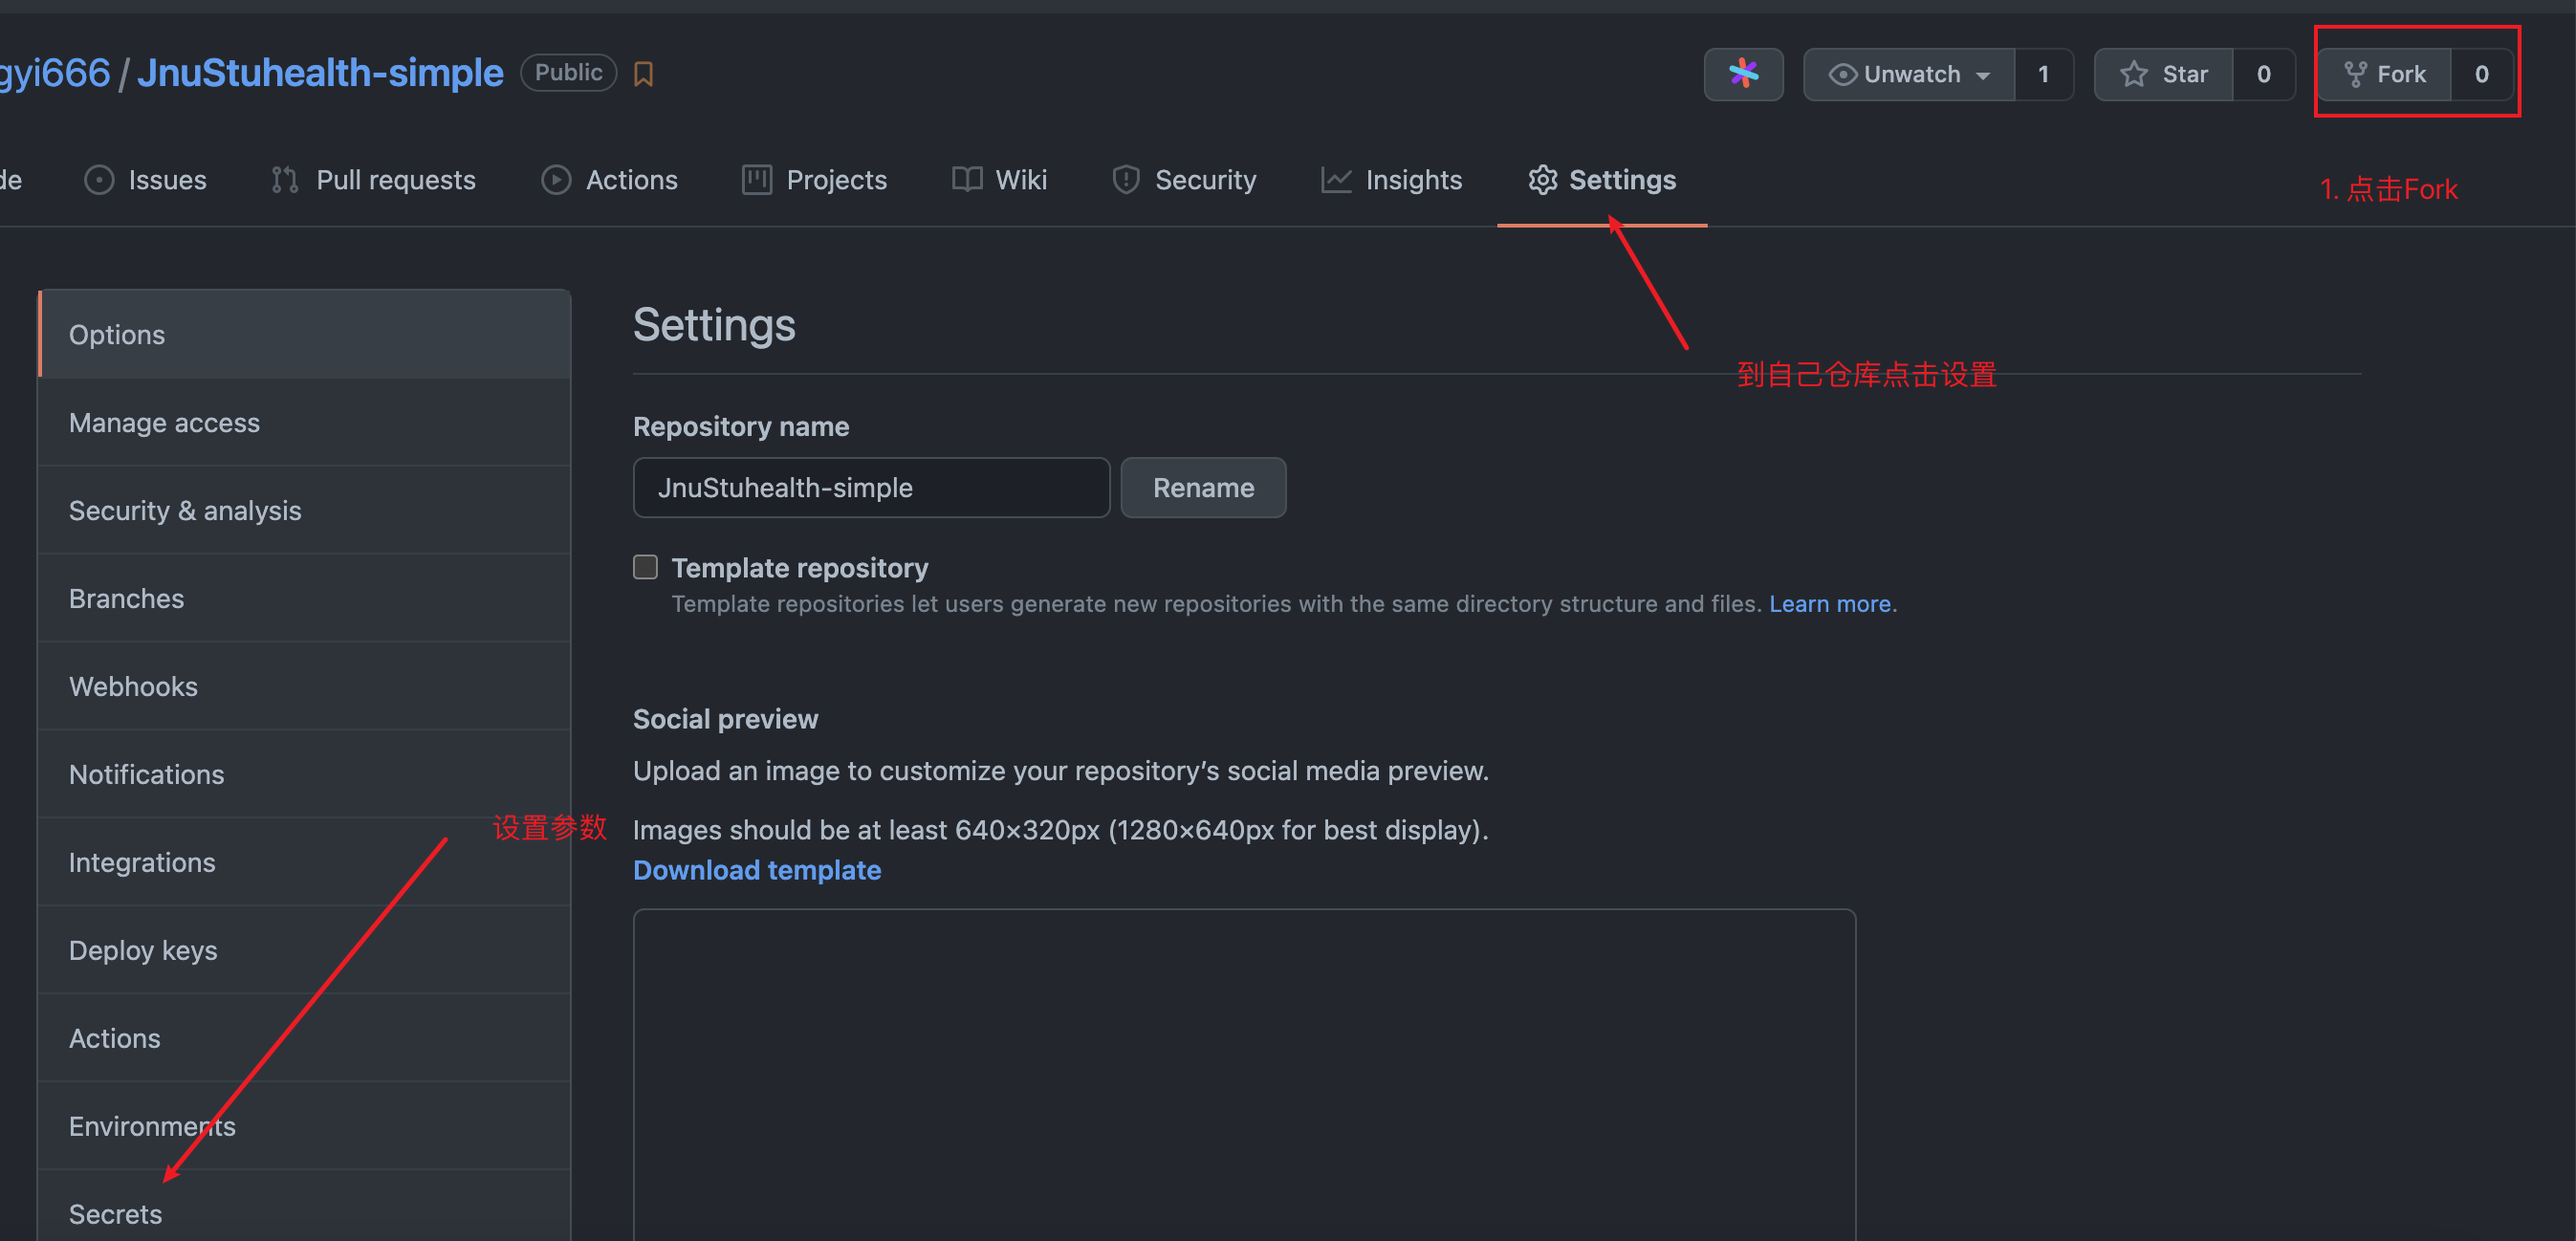 gyi666 / JnuStuhealth-simple Public
Unwatch 1 Star 0 Fork 0
de Issues Pull requests Actions Projects Wiki Security Insights Settings
1. 点击Fork
到自己仓库点击设置
Options
Manage access
Security & analysis
Branches
Webhooks
Notifications
设置参数
Integrations
Deploy keys
Actions
Environments
Secrets
Settings
Repository name
JnuStuhealth-simple Rename
Template repository
Template repositories let users generate new repositories with the same directory structure and files. Learn more.
Social preview
Upload an image to customize your repository’s social media preview.
Images should be at least 640×320px (1280×640px for best display).
Download template